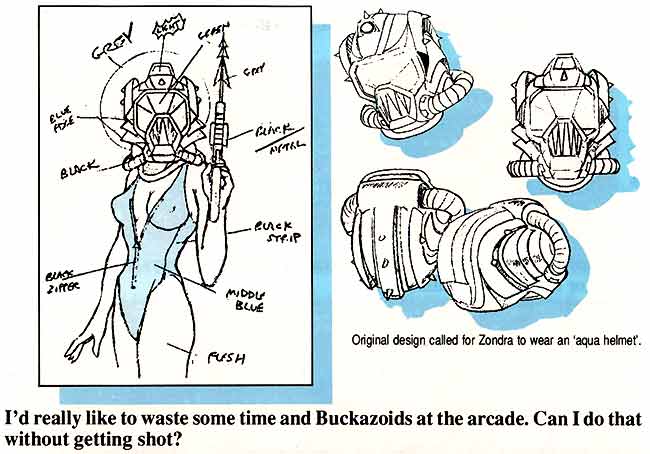 LIGHT
GREY
GREEN
GREY
BLUE
EDGE
BLACK
METAL
BLACK
BLACK
STRIP
BLACK
ZIPPER
MIDDLE
BLUE
FLESH
Original design called for Zondra to wear an 'aqua helmet'.
I'd really like to waste some time and Buckazoids at the arcade. Can I do that
without getting shot?